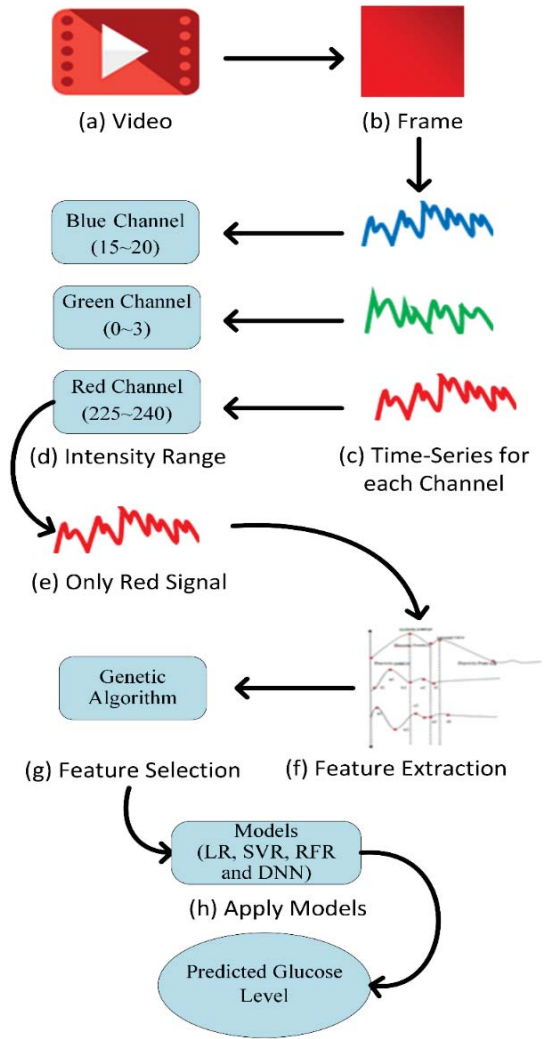 (a) Video
(b) Frame
Blue Channel
(15~20)
Green Channel
(0~3)
Red Channel
(225~240)
(d) Intensity Range
(c) Time-Series for
each Channel
(e) Only Red Signal
Genetic
Algorithm
(g) Feature Selection
(f) Feature Extraction
Models
(LR, SVR, RFR
and DNN)
(h) Apply Models
Predicted Glucose
Level